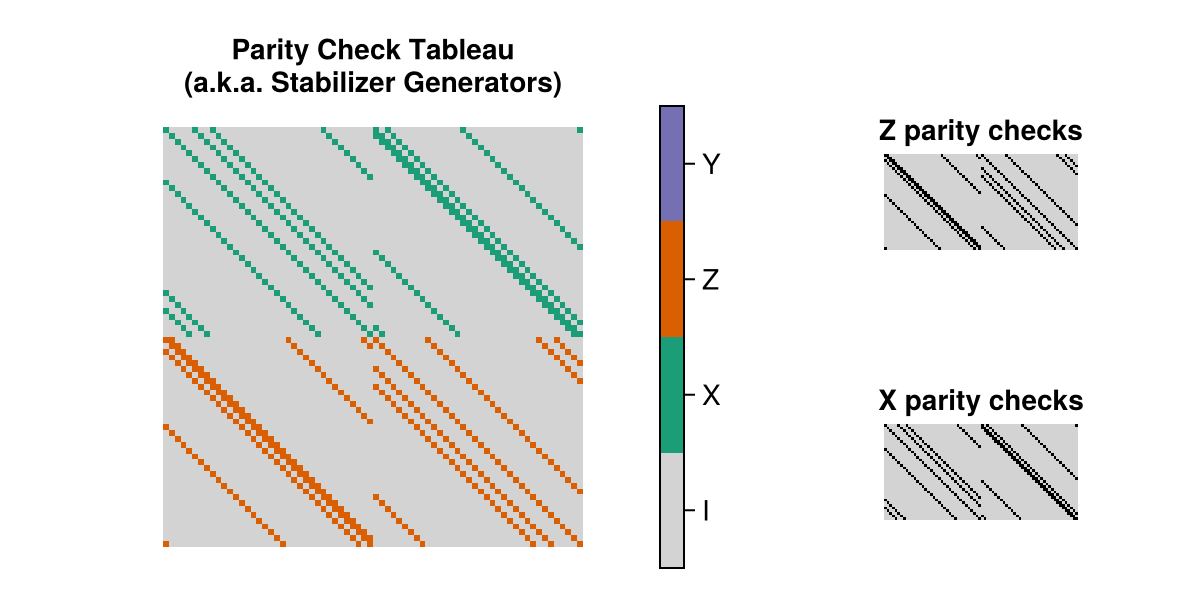 Parity Check Tableau
(a.k.a. Stabilizer Generators)
Y
Z
X
I
Z parity checks
X parity checks